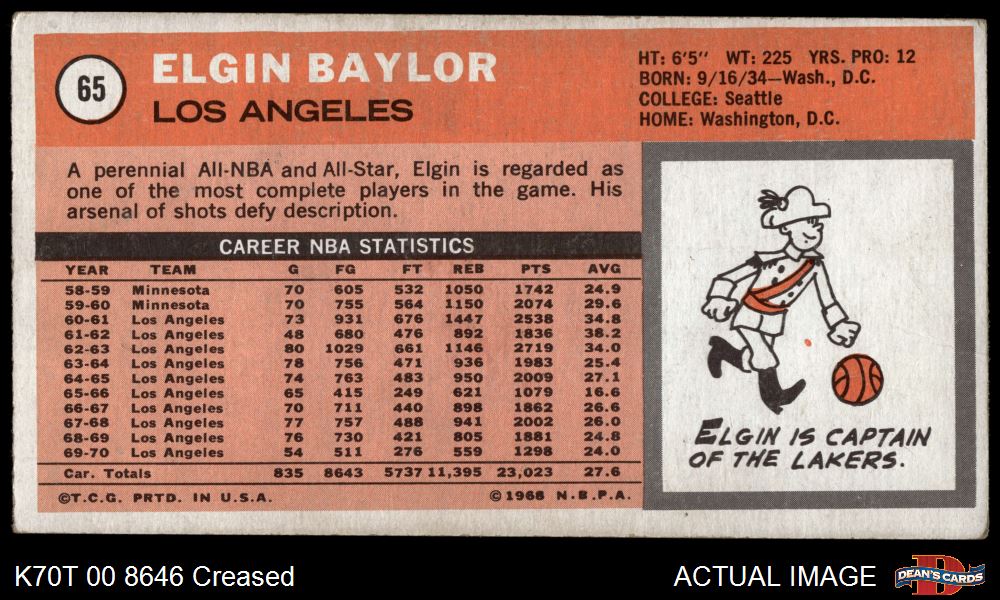 65
ELGIN BAYLOR
LOS ANGELES
HT: 6'5" WT: 225 YRS. PRO: 12
BORN: 9/16/34—Wash., D.C.
COLLEGE: Seattle
HOME: Washington, D.C.
A perennial All-NBA and All-Star, Elgin is regarded as
one of the most complete players in the game. His
arsenal of shots defy description.
CAREER NBA STATISTICS
YEAR TEAM G FG FT REB PTS AVG
58-59 Minnesota 70 605 532 1050 1742 24.9
59-60 Minnesota 70 755 564 1150 2074 29.6
60-61 Los Angeles 73 931 676 1447 2538 34.8
61-62 Los Angeles 48 680 476 892 1836 38.2
62-63 Los Angeles 80 1029 661 1146 2719 34.0
63-64 Los Angeles 78 756 471 936 1983 25.4
64-65 Los Angeles 74 763 483 950 2009 27.1
65-66 Los Angeles 65 415 249 621 1079 16.6
66-67 Los Angeles 70 711 440 898 1862 26.6
67-68 Los Angeles 77 757 488 941 2002 26.0
68-69 Los Angeles 76 730 421 805 1881 24.8
69-70 Los Angeles 54 511 276 559 1298 24.0
Car. Totals 835 8643 5737 11,395 23,023 27.6
©T.C.G. PRTD. IN U.S.A. ©1968 N.B.P.A.
ELGIN IS CAPTAIN
OF THE LAKERS.
K70T 00 8646 Creased
ACTUAL IMAGE
DEAN'S CARDS